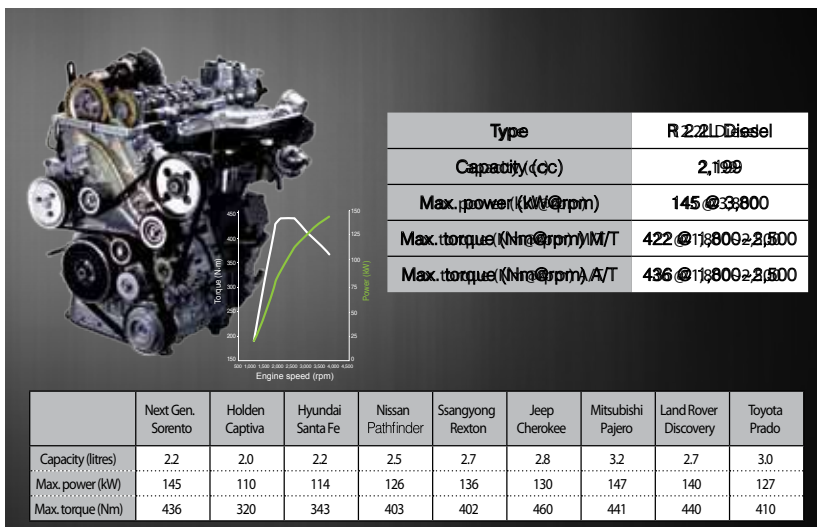 Type R 2.2L Diesel
Capacity (cc) 2,199
Max. power (kW@rpm) 145 @ 3,800
Max. torque (Nm@rpm) M/T 422 @ 1,800~2,500
Max. torque (Nm@rpm) A/T 436 @ 1,800~2,500
Torque (N·m)
450
400
350
300
250
200
150
Power (kW)
150
125
100
75
50
25
0
500 1,000 1,500 2,000 2,500 3,000 3,500 4,000 4,500
Engine speed (rpm)
Next Gen. Sorento Holden Captiva Hyundai Santa Fe Nissan Pathfinder Ssangyong Rexton Jeep Cherokee Mitsubishi Pajero Land Rover Discovery Toyota Prado
Capacity (litres) 2.2 2.0 2.2 2.5 2.7 2.8 3.2 2.7 3.0
Max. power (kW) 145 110 114 126 136 130 147 140 127
Max. torque (Nm) 436 320 343 403 402 460 441 440 410